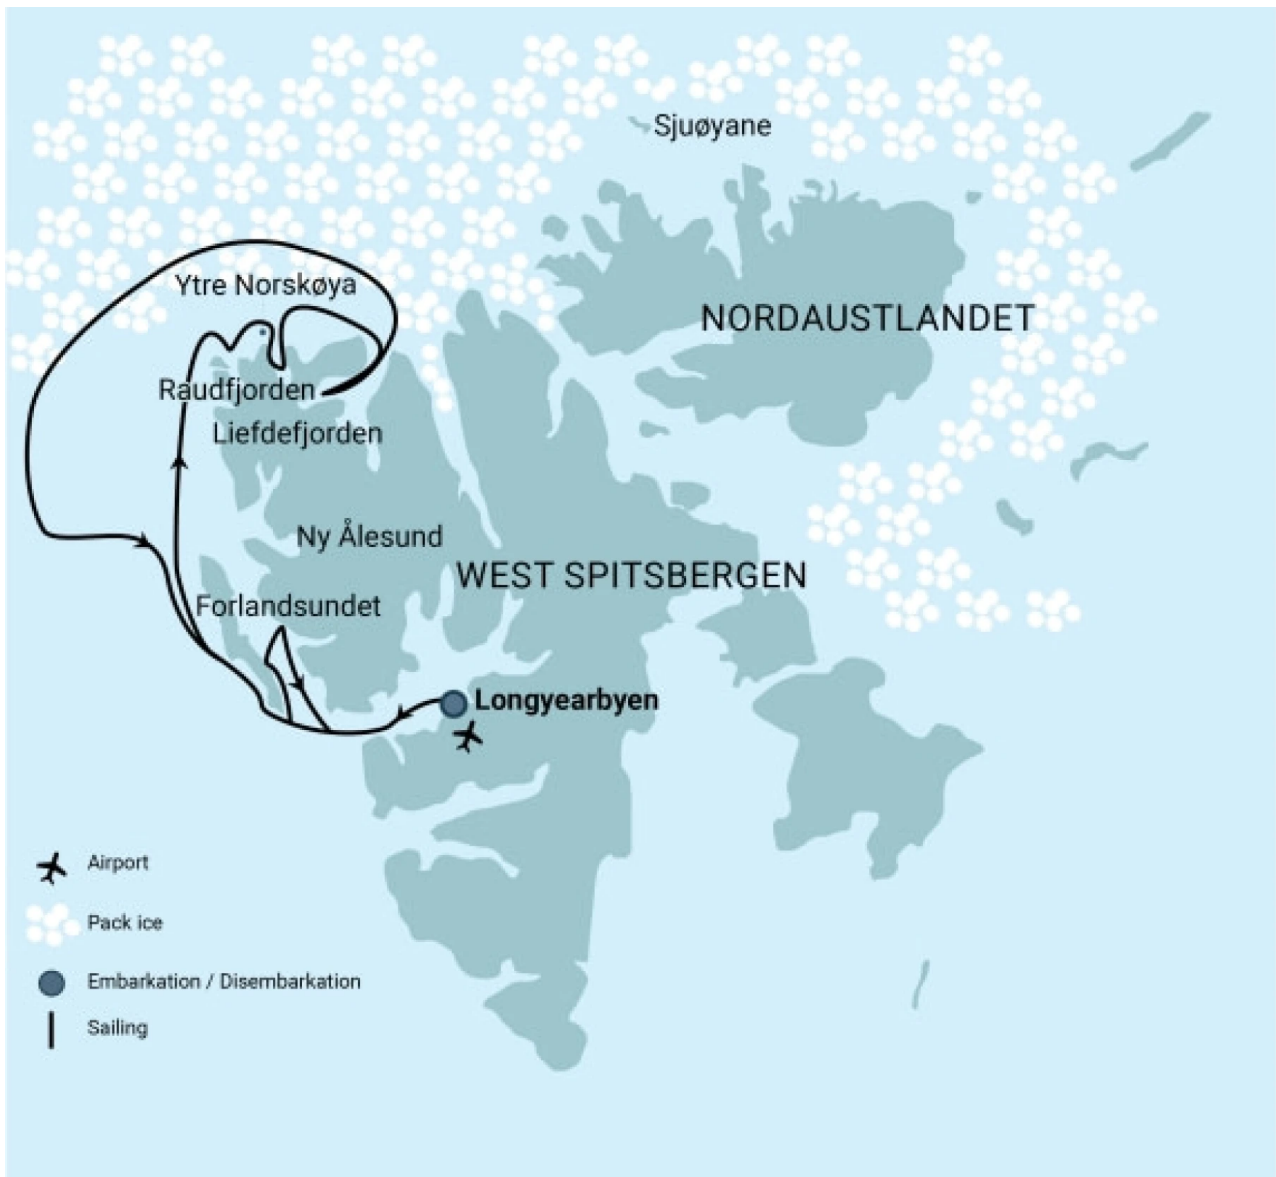 Sjuøyane
Ytre Norskøya
NORDAUSTLANDET
Raudfjorden
Liefdefjorden
Ny Ålesund
WEST SPITSBERGEN
Forlandsundet
Longyearbyen
Airport
Pack ice
Embarkation / Disembarkation
Sailing